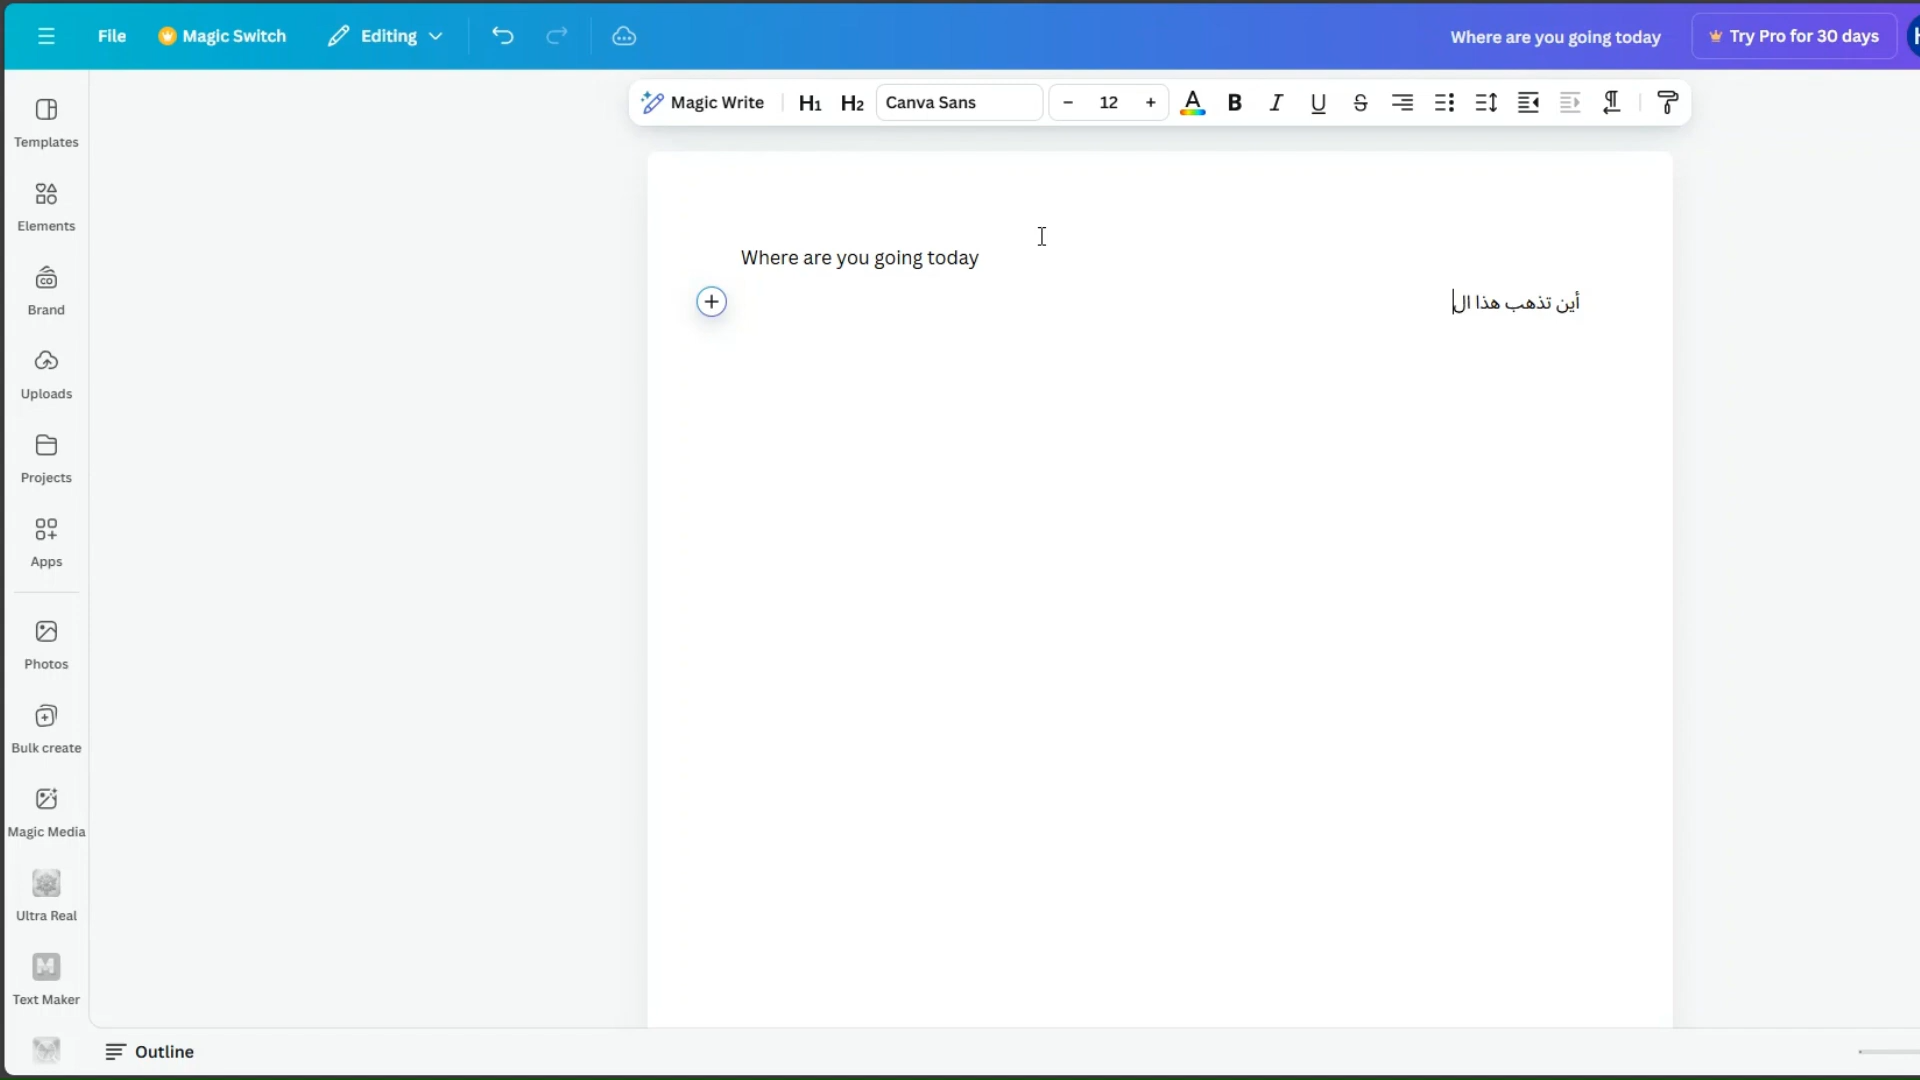 File Magic Switch Editing Where are you going today Try Pro for 30 days
Magic Write H1 H2 Canva Sans - 12 + A B I U S
Templates
Elements
Brand
Uploads
Projects
Apps
Photos
Bulk create
Magic Media
Ultra Real
Text Maker
Where are you going today
أين تذهب هذا ال
Outline